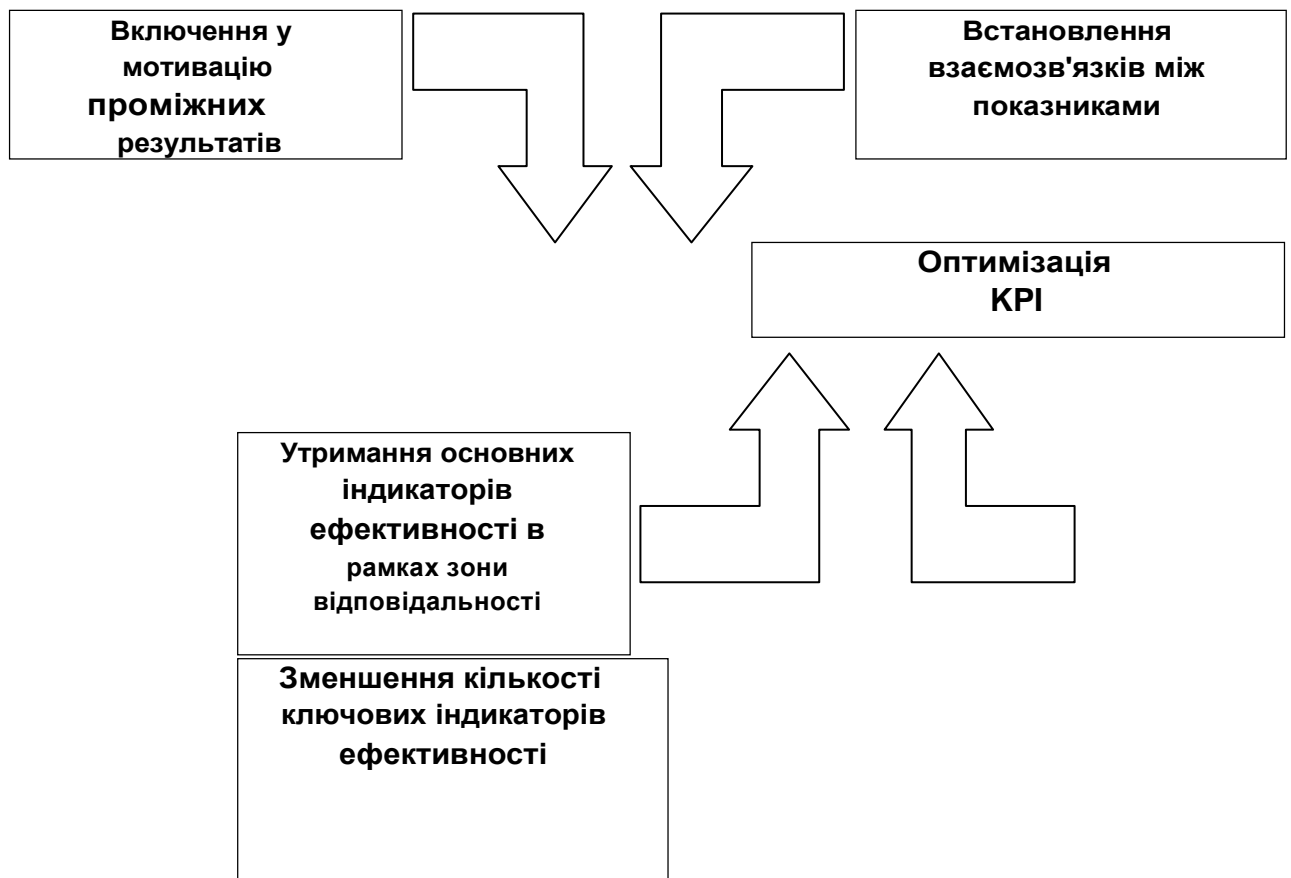 Включення у
мотивацію
проміжних
результатів
Встановлення
взаємозв'язків між
показниками
Оптимізація
KPI
Утримання основних
індикаторів
ефективності в
рамках зони
відповідальності
Зменшення кількості
ключових індикаторів
ефективності